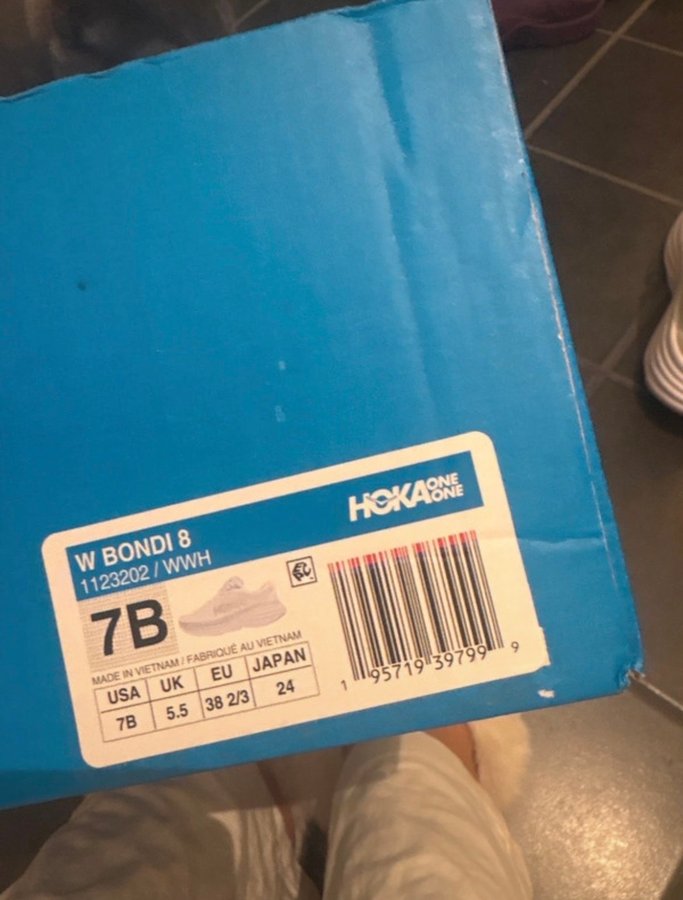 HOKA ONE ONE
W BONDI 8
1123202 / WWH
7B
MADE IN VIETNAM / FABRIQUÉ AU VIETNAM
USA UK EU JAPAN
7B 5.5 38 2/3 24
1 95719 39799 9